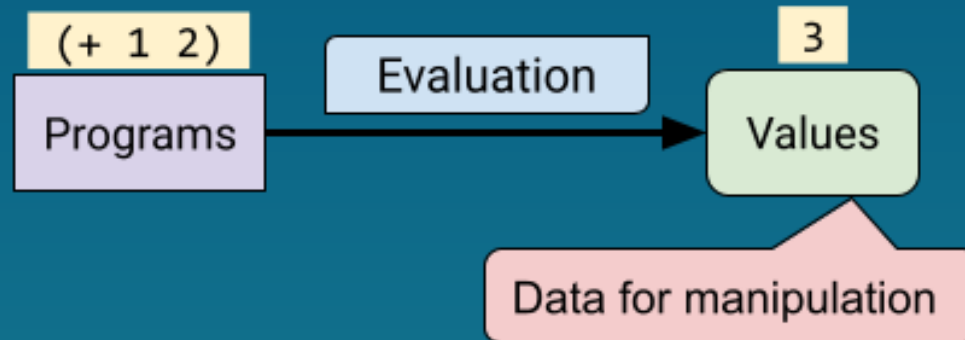 (+ 1 2)
3
Evaluation
Programs
Values
Data for manipulation